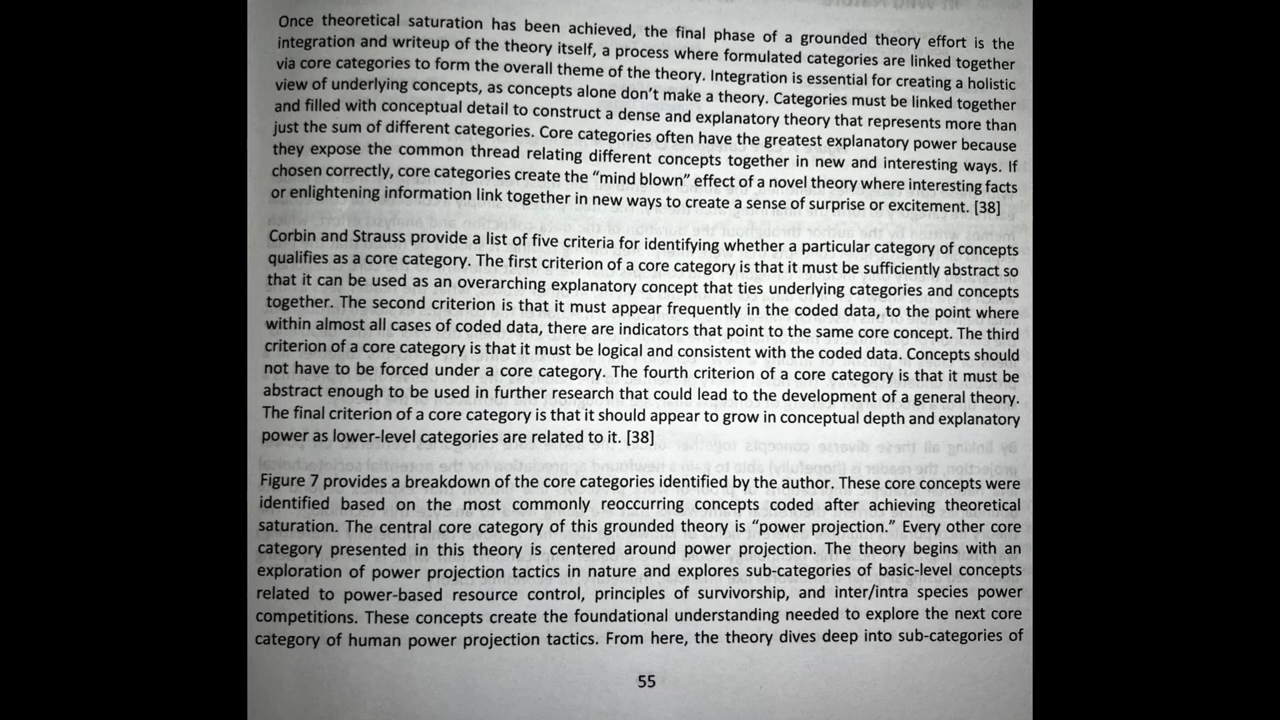 Once theoretical saturation has been achieved, the final phase of a grounded theory effort is the
integration and writeup of the theory itself, a process where formulated categories are linked together
via core categories to form the overall theme of the theory. Integration is essential for creating a holistic
view of underlying concepts, as concepts alone don’t make a theory. Categories must be linked together
and filled with conceptual detail to construct a dense and explanatory theory that represents more than
just the sum of different categories. Core categories often have the greatest explanatory power because
they expose the common thread relating different concepts together in new and interesting ways. If
chosen correctly, core categories create the “mind blown” effect of a novel theory where interesting facts
or enlightening information link together in new ways to create a sense of surprise or excitement. [38]
Corbin and Strauss provide a list of five criteria for identifying whether a particular category of concepts
qualifies as a core category. The first criterion of a core category is that it must be sufficiently abstract so
that it can be used as an overarching explanatory concept that ties underlying categories and concepts
together. The second criterion is that it must appear frequently in the coded data, to the point where
within almost all cases of coded data, there are indicators that point to the same core concept. The third
criterion of a core category is that it must be logical and consistent with the coded data. Concepts should
not have to be forced under a core category. The fourth criterion of a core category is that it must be
abstract enough to be used in further research that could lead to the development of a general theory.
The final criterion of a core category is that it should appear to grow in conceptual depth and explanatory
power as lower-level categories are related to it. [38]
Figure 7 provides a breakdown of the core categories identified by the author. These core concepts were
identified based on the most commonly reoccurring concepts coded after achieving theoretical
saturation. The central core category of this grounded theory is “power projection.” Every other core
category presented in this theory is centered around power projection. The theory begins with an
exploration of power projection tactics in nature and explores sub-categories of basic-level concepts
related to power-based resource control, principles of survivorship, and inter/intra species power
competitions. These concepts create the foundational understanding needed to explore the next core
category of human power projection tactics. From here, the theory dives deep into sub-categories of
55